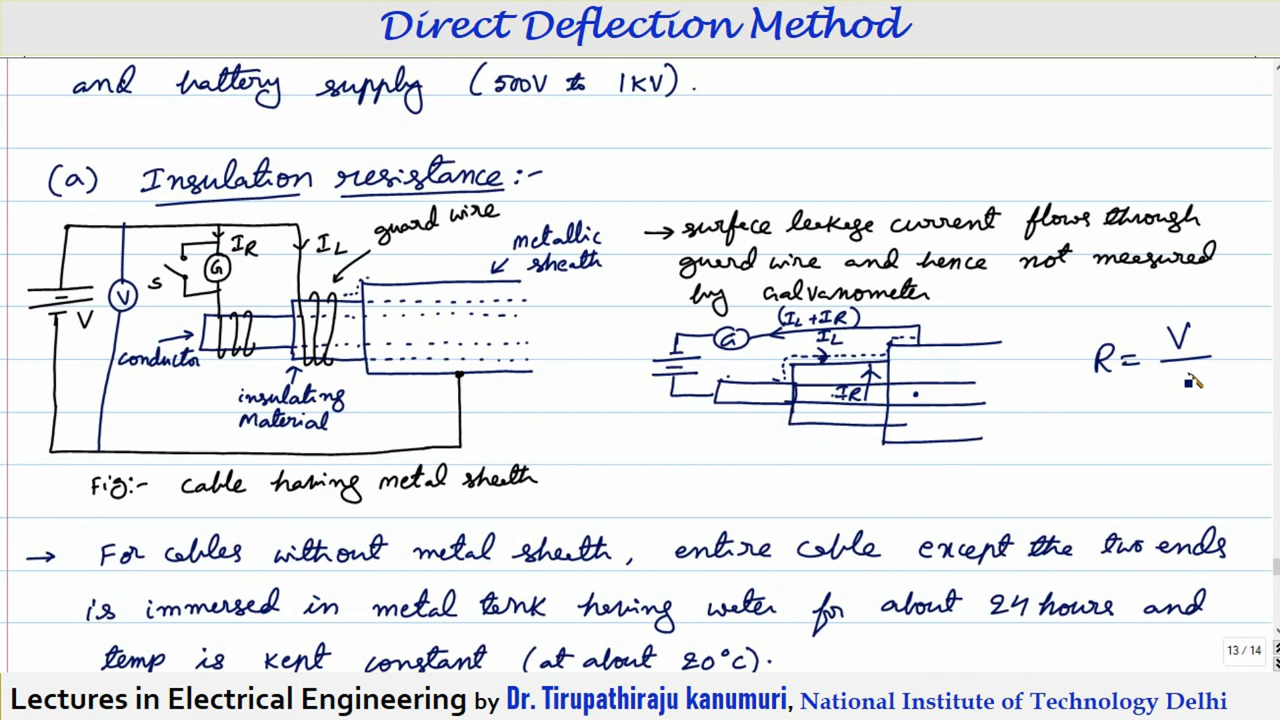 Direct Deflection Method
and battery supply (500V to 1KV).
(a) Insulation resistance:-
guard wire
IR
IL
metallic
sheath
S
G
V
V
conductor
insulating
Material
→ surface leakage current flows through
guard wire and hence not measured
by Galvanometer
(IL + IR)
G
IL
IR
R = V
Fig:- cable having metal sheath
→ For cables without metal sheath, entire cable except the two ends
is immersed in metal tank having water for about 24 hours and
temp is kept constant (at about 20°C).
13 / 14
Lectures in Electrical Engineering by Dr. Tirupathiraju kanumuri, National Institute of Technology Delhi